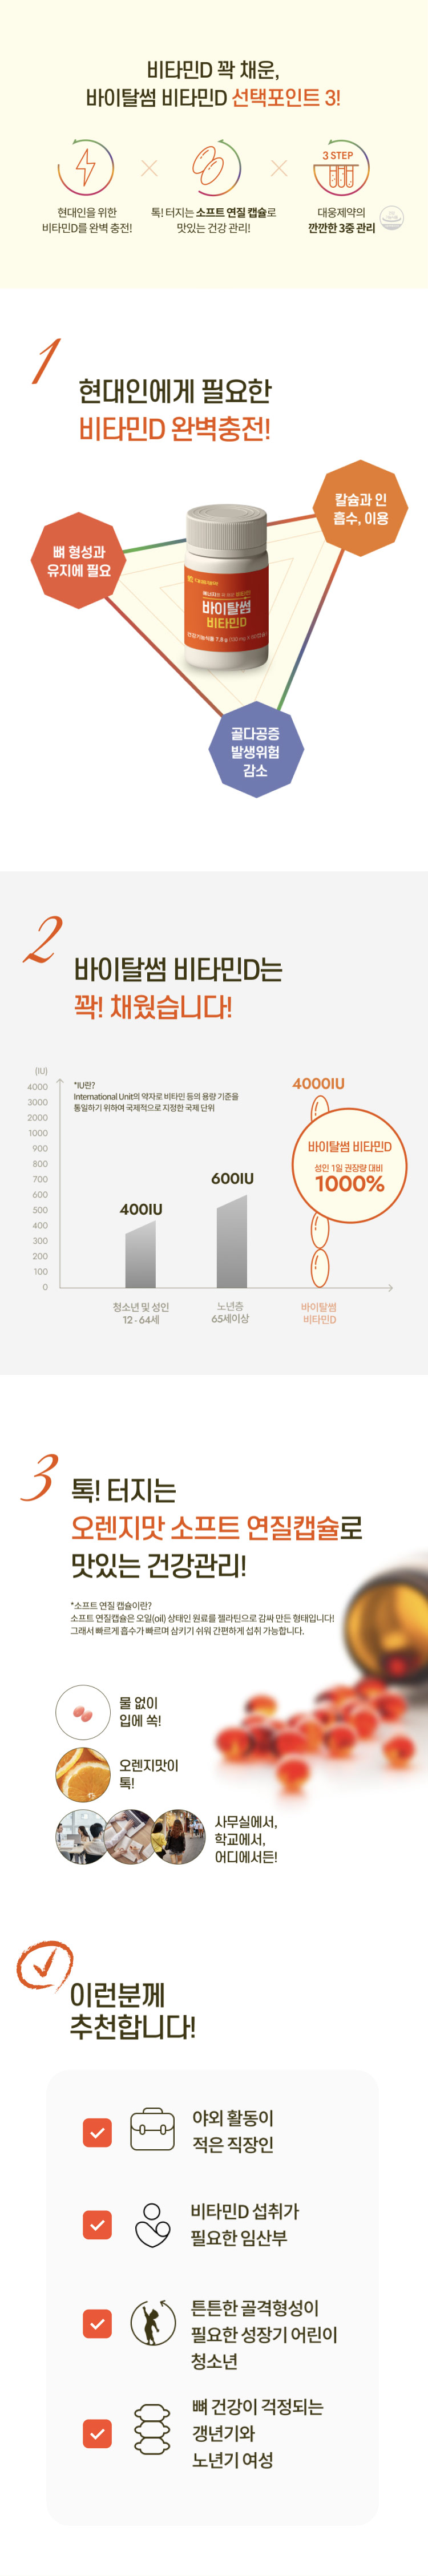 비타민D 꽉 채운,
바이탈썸 비타민D 선택포인트 3!
현대인을 위한
비타민D를 완벽 충전!
톡! 터지는 소프트 연질 캡슐로
맛있는 건강 관리!
3 STEP
대웅제약의
깐깐한 3중 관리
1
현대인에게 필요한
비타민D 완벽충전!
칼슘과 인
흡수, 이용
뼈 형성과
유지에 필요
바이탈썸
비타민D
골다공증
발생위험
감소
2
바이탈썸 비타민D는
꽉! 채웠습니다!
(IU)
4000
3000
2000
1000
900
800
700
600
500
400
300
200
100
0
*IU란?
International Unit의 약자로 비타민 등의 용량 기준을
통일하기 위하여 국제적으로 지정한 국제 단위
400IU
600IU
4000IU
바이탈썸 비타민D
성인 1일 권장량 대비
1000%
청소년 및 성인
12 - 64세
노년층
65세이상
바이탈썸
비타민D
3
톡! 터지는
오렌지맛 소프트 연질캡슐로
맛있는 건강관리!
*소프트 연질 캡슐이란?
소프트 연질캡슐은 오일(oil) 상태인 원료를 젤라틴으로 감싸 만든 형태입니다!
그래서 빠르게 흡수가 빠르며 삼키기 쉬워 간편하게 섭취 가능합니다.
물 없이
입에 쏙!
오렌지맛이
톡!
사무실에서,
학교에서,
어디에서든!
이런분께
추천합니다!
야외 활동이
적은 직장인
비타민D 섭취가
필요한 임산부
튼튼한 골격형성이
필요한 성장기 어린이
청소년
뼈 건강이 걱정되는
갱년기와
노년기 여성